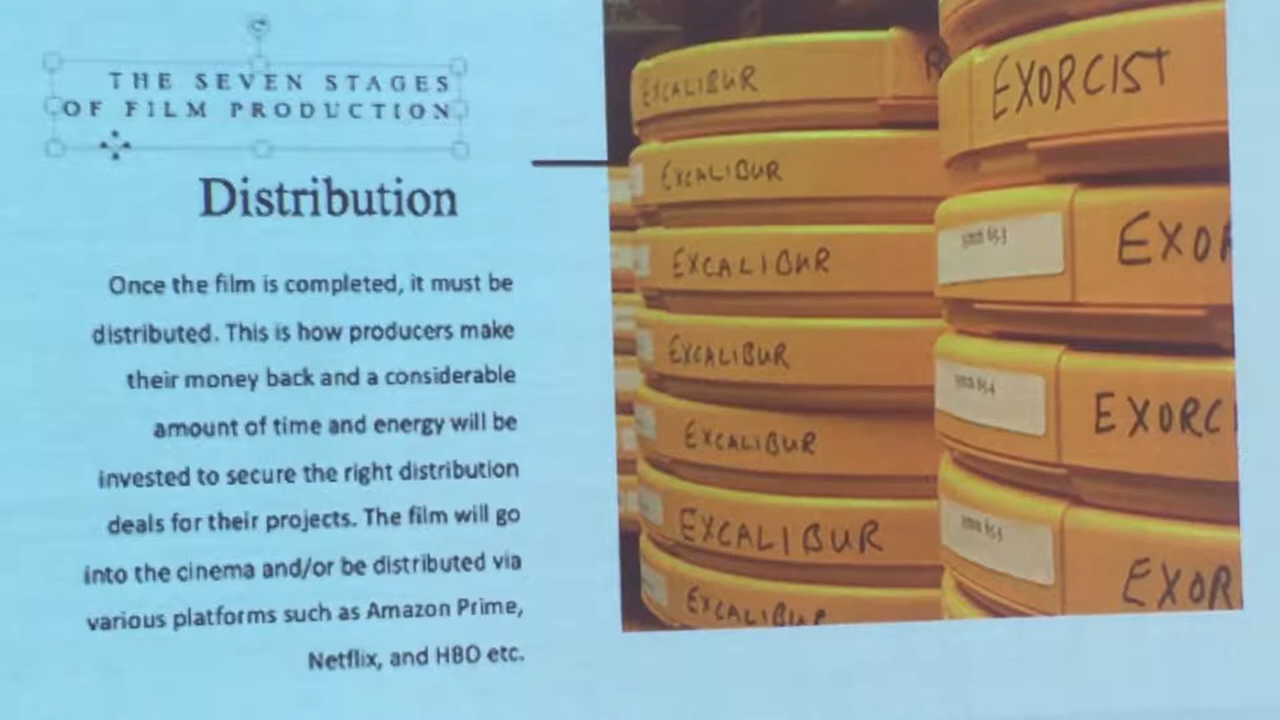 THE SEVEN STAGES
OF FILM PRODUCTION
Distribution
Once the film is completed, it must be
distributed. This is how producers make
their money back and a considerable
amount of time and energy will be
invested to secure the right distribution
deals for their projects. The film will go
into the cinema and/or be distributed via
various platforms such as Amazon Prime,
Netflix, and HBO etc.
EXCALIBUR
EXCALIBUR
EXCALIBUR
EXCALIBUR
EXCALIBUR
EXCALIBUR
EXCALIBUR
EXORCIST
EXOR
EXORC
EXOR